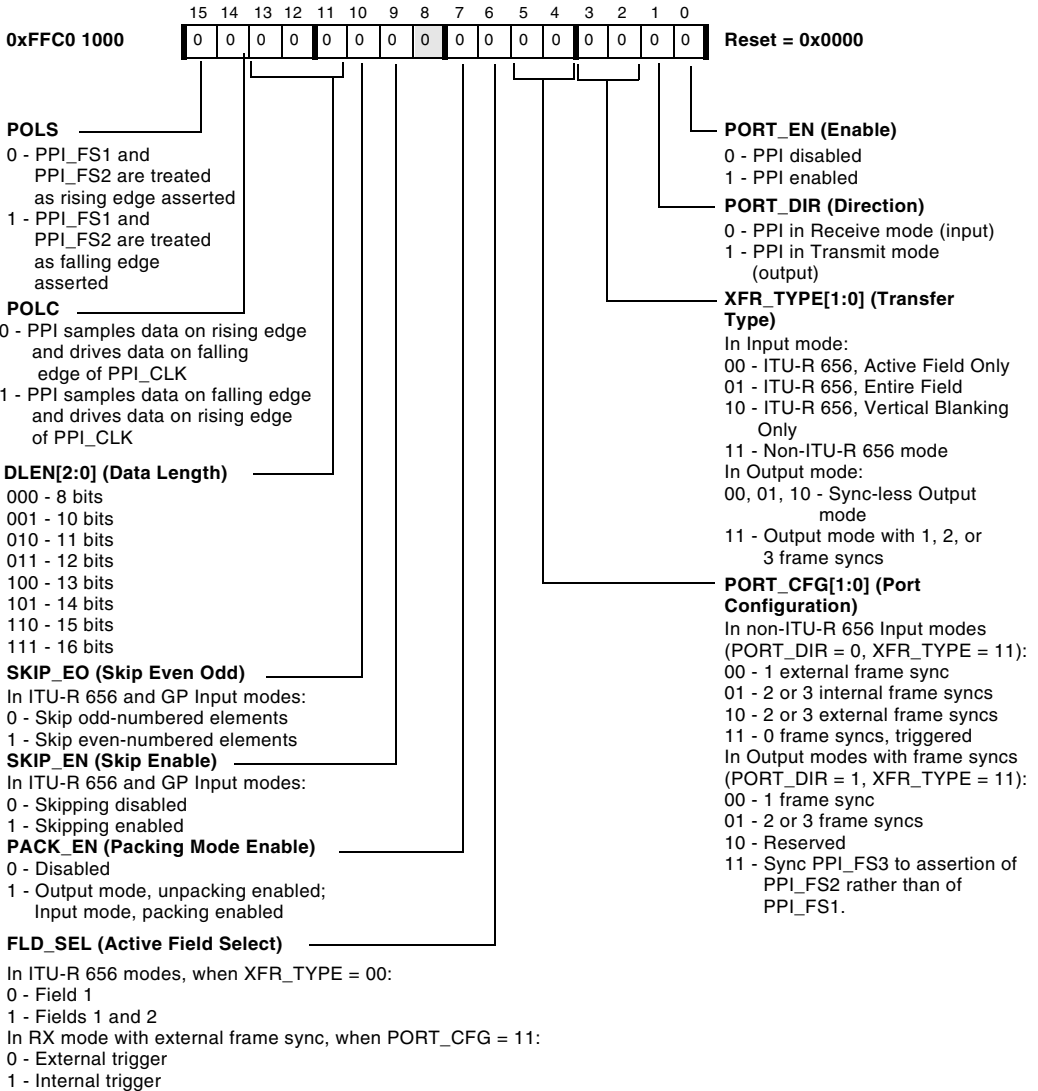 15 14 13 12 11 10 9 8 7 6 5 4 3 2 1 0
0xFFC0 1000
0 0 0 0 0 0 0 0 0 0 0 0 0 0 0 0
Reset = 0x0000
POLS
0 - PPI_FS1 and
PPI_FS2 are treated
as rising edge asserted
1 - PPI_FS1 and
PPI_FS2 are treated
as falling edge
asserted
POLC
0 - PPI samples data on rising edge
and drives data on falling
edge of PPI_CLK
1 - PPI samples data on falling edge
and drives data on rising edge
of PPI_CLK
DLEN[2:0] (Data Length)
000 - 8 bits
001 - 10 bits
010 - 11 bits
011 - 12 bits
100 - 13 bits
101 - 14 bits
110 - 15 bits
111 - 16 bits
SKIP_EO (Skip Even Odd)
In ITU-R 656 and GP Input modes:
0 - Skip odd-numbered elements
1 - Skip even-numbered elements
SKIP_EN (Skip Enable)
In ITU-R 656 and GP Input modes:
0 - Skipping disabled
1 - Skipping enabled
PACK_EN (Packing Mode Enable)
0 - Disabled
1 - Output mode, unpacking enabled;
Input mode, packing enabled
FLD_SEL (Active Field Select)
In ITU-R 656 modes, when XFR_TYPE = 00:
0 - Field 1
1 - Fields 1 and 2
In RX mode with external frame sync, when PORT_CFG = 11:
0 - External trigger
1 - Internal trigger
PORT_EN (Enable)
0 - PPI disabled
1 - PPI enabled
PORT_DIR (Direction)
0 - PPI in Receive mode (input)
1 - PPI in Transmit mode
(output)
XFR_TYPE[1:0] (Transfer
Type)
In Input mode:
00 - ITU-R 656, Active Field Only
01 - ITU-R 656, Entire Field
10 - ITU-R 656, Vertical Blanking
Only
11 - Non-ITU-R 656 mode
In Output mode:
00, 01, 10 - Sync-less Output
mode
11 - Output mode with 1, 2, or
3 frame syncs
PORT_CFG[1:0] (Port
Configuration)
In non-ITU-R 656 Input modes
(PORT_DIR = 0, XFR_TYPE = 11):
00 - 1 external frame sync
01 - 2 or 3 internal frame syncs
10 - 2 or 3 external frame syncs
11 - 0 frame syncs, triggered
In Output modes with frame syncs
(PORT_DIR = 1, XFR_TYPE = 11):
00 - 1 frame sync
01 - 2 or 3 frame syncs
10 - Reserved
11 - Sync PPI_FS3 to assertion of
PPI_FS2 rather than of
PPI_FS1.